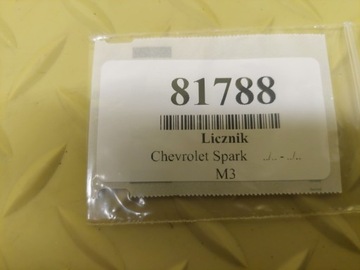 81788
Licznik
Chevrolet Spark ../.. - ../..
M3